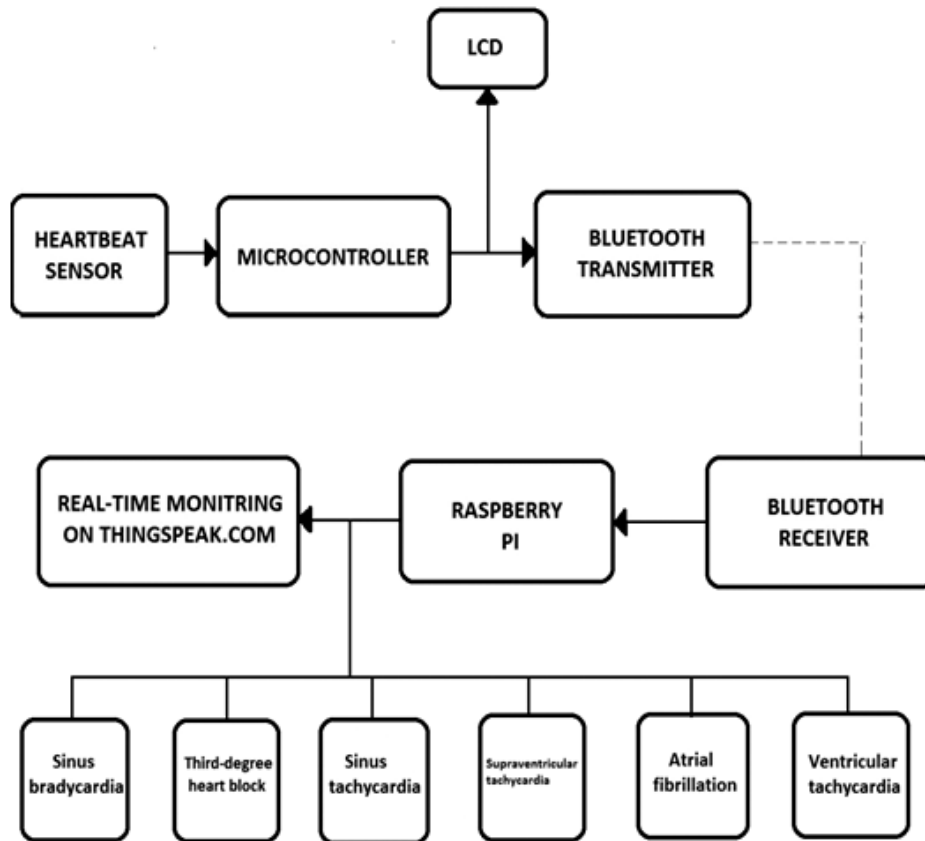 LCD
HEARTBEAT
SENSOR
MICROCONTROLLER
BLUETOOTH
TRANSMITTER
REAL-TIME MONITRING
ON THINGSPEAK.COM
RASPBERRY
PI
BLUETOOTH
RECEIVER
Sinus
bradycardia
Third-degree
heart block
Sinus
tachycardia
Supraventricular
tachycardia
Atrial
fibrillation
Ventricular
tachycardia